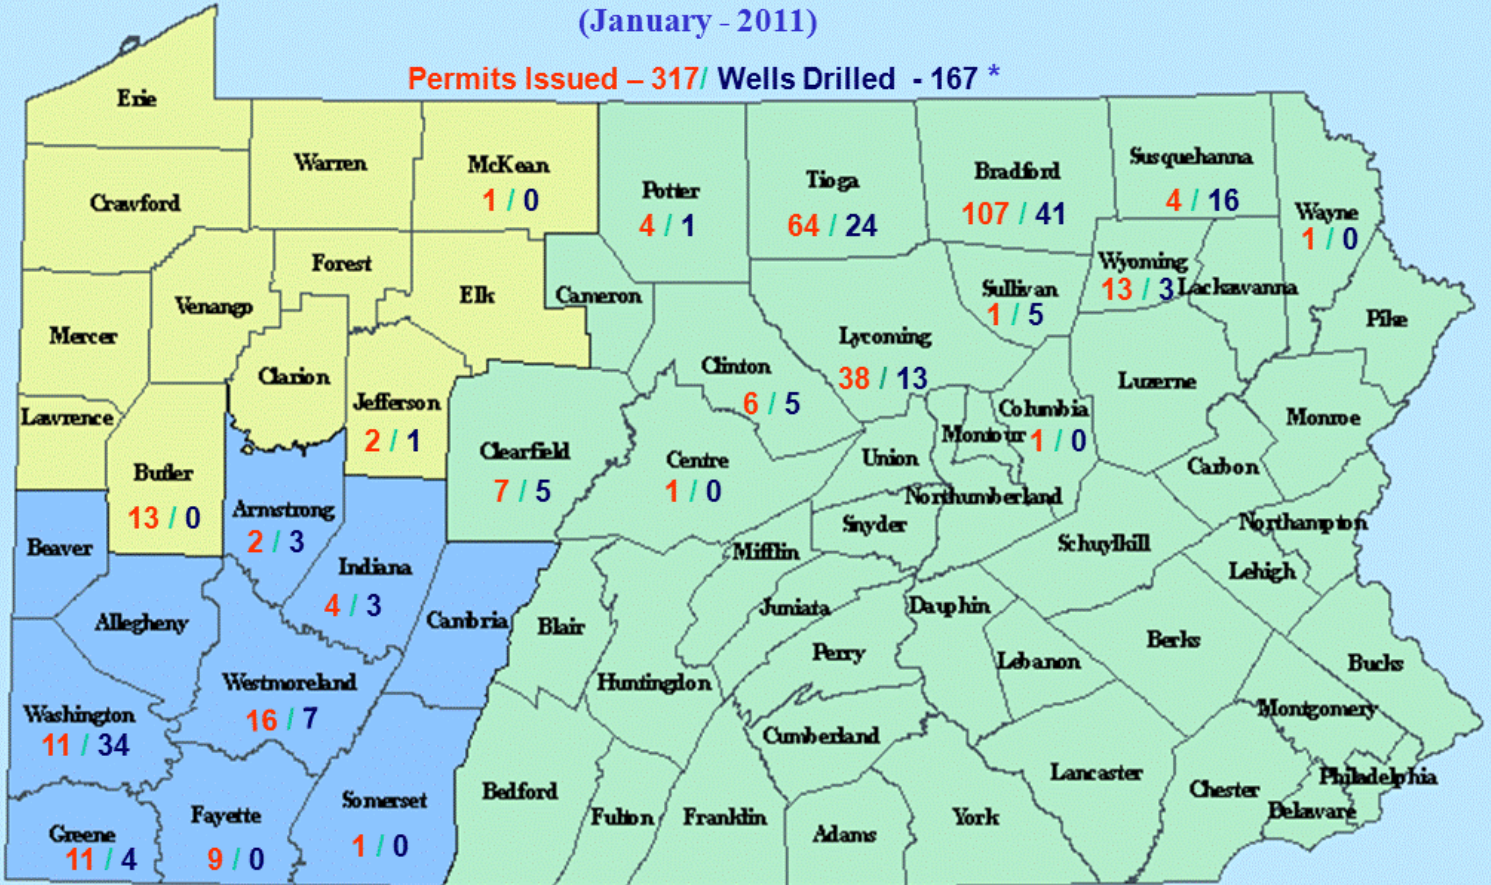 (January - 2011)
Permits Issued – 317/ Wells Drilled - 167 *
Erie
Warren
McKean
1 / 0
Potter
4 / 1
Tioga
64 / 24
Bradford
107 / 41
Susquehanna
4 / 16
Wayne
1 / 0
Crawford
Forest
Venango
Elk
Cameron
Sullivan
1 / 5
Wyoming
13 / 3
Lackawanna
Pike
Mercer
Clarion
Lycoming
38 / 13
Clinton
6 / 5
Luzerne
Lawrence
Jefferson
2 / 1
Columbia
1 / 0
Monroe
Montour
Butler
13 / 0
Clearfield
7 / 5
Centre
1 / 0
Union
Carbon
Northumberland
Armstrong
2 / 3
Snyder
Northampton
Beaver
Indiana
4 / 3
Mifflin
Schuylkill
Lehigh
Allegheny
Cambria
Blair
Juniata
Dauphin
Berks
Perry
Lebanon
Bucks
Westmoreland
16 / 7
Huntingdon
Washington
11 / 34
Cumberland
Montgomery
Lancaster
Philadelphia
Chester
Delaware
Somerset
1 / 0
Bedford
Fulton
Franklin
Adams
York
Greene
11 / 4
Fayette
9 / 0